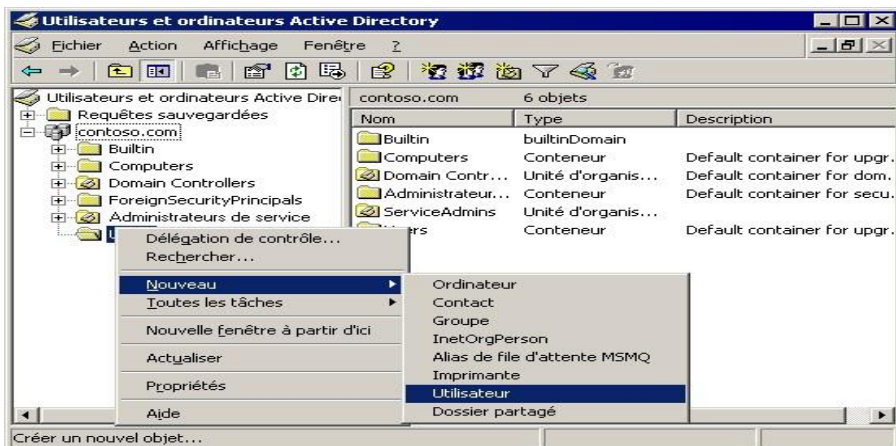 Utilisateurs et ordinateurs Active Directory
Fichier Action Affichage Fenêtre ?
Utilisateurs et ordinateurs Active Dire
Requêtes sauvegardées
contoso.com
Builtin
Computers
Domain Controllers
ForeignSecurityPrincipals
Administrateurs de service
contoso.com 6 objets
Nom Type Description
Builtin builtinDomain
Computers Conteneur Default container for upgr.
Domain Contr... Unité d'organis... Default container for dom.
Administrateur... Conteneur Default container for secu.
ServiceAdmins Unité d'organis...
ers Conteneur Default container for upgr.
Délégation de contrôle...
Rechercher...
Nouveau
Toutes les tâches
Nouvelle fenêtre à partir d'ici
Actualiser
Propriétés
Aide
Ordinateur
Contact
Groupe
InetOrgPerson
Alias de file d'attente MSMQ
Imprimante
Utilisateur
Dossier partagé
Créer un nouvel objet...